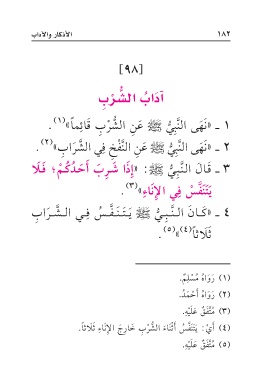 ١٨٢ الأذكار والآداب
[٩٨]
آدَابُ الشُّرْبِ
١ ـ «نَهَى النَّبِيُّ ﷺ عَنِ الشُّرْبِ قَائِماً»(١).
٢ ـ «نَهَى النَّبِيُّ ﷺ عَنِ النَّفْخِ فِي الشَّرَابِ»(٢).
٣ ـ قَالَ النَّبِيُّ ﷺ: «إِذَا شَرِبَ أَحَدُكُمْ؛ فَلَا
يَتَنَفَّسْ فِي الإِنَاءِ»(٣).
٤ ـ «كَانَ النَّبِيُّ ﷺ يَتَنَفَّسُ فِي الشَّرَابِ
ثَلَاثاً(٤)»(٥).
(١) رَوَاهُ مُسْلِمٌ.
(٢) رَوَاهُ أَحْمَدُ.
(٣) مُتَّفَقٌ عَلَيْهِ.
(٤) أَيْ: يَتَنَفَّسُ أَثْنَاءَ الشُّرْبِ خَارِجَ الإِنَاءِ ثَلَاثاً.
(٥) مُتَّفَقٌ عَلَيْهِ.